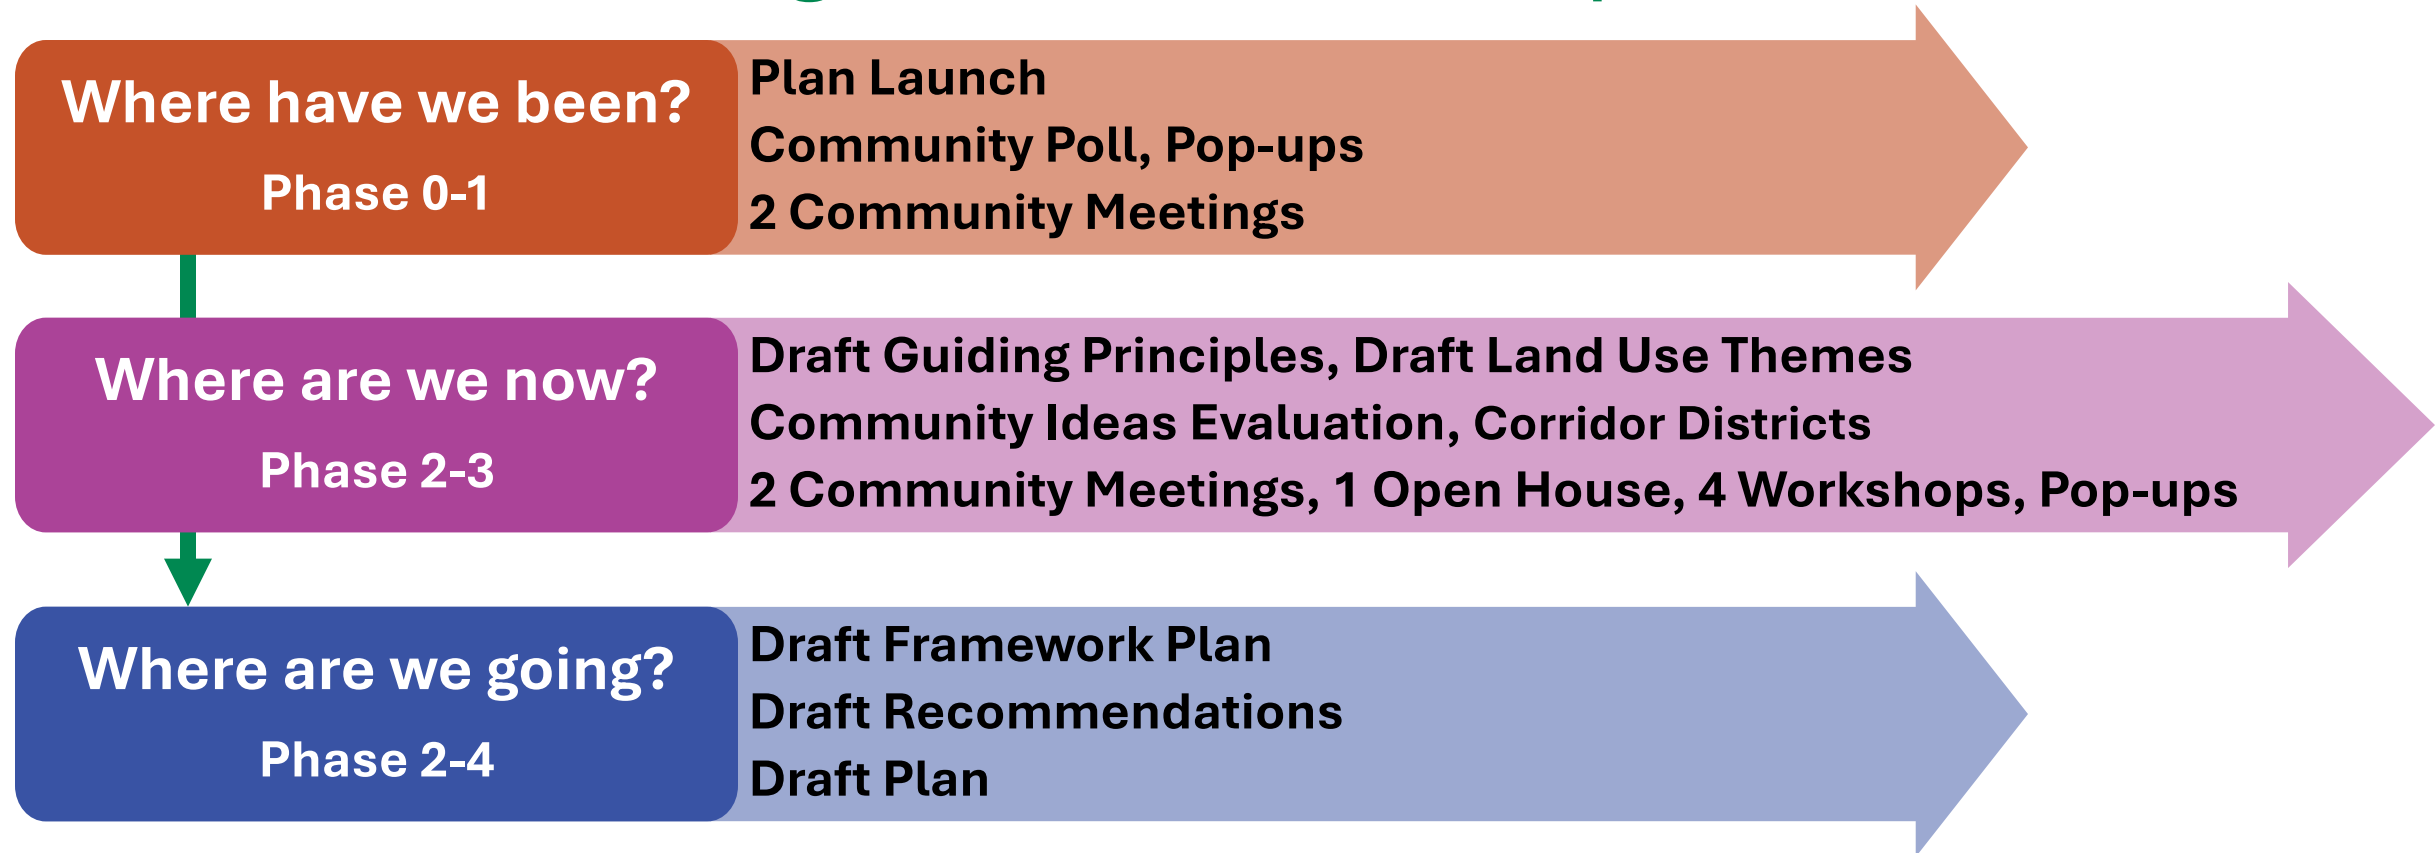 Where have we been?
Phase 0-1
Plan Launch
Community Poll, Pop-ups
2 Community Meetings
Where are we now?
Phase 2-3
Draft Guiding Principles, Draft Land Use Themes
Community Ideas Evaluation, Corridor Districts
2 Community Meetings, 1 Open House, 4 Workshops, Pop-ups
Where are we going?
Phase 2-4
Draft Framework Plan
Draft Recommendations
Draft Plan